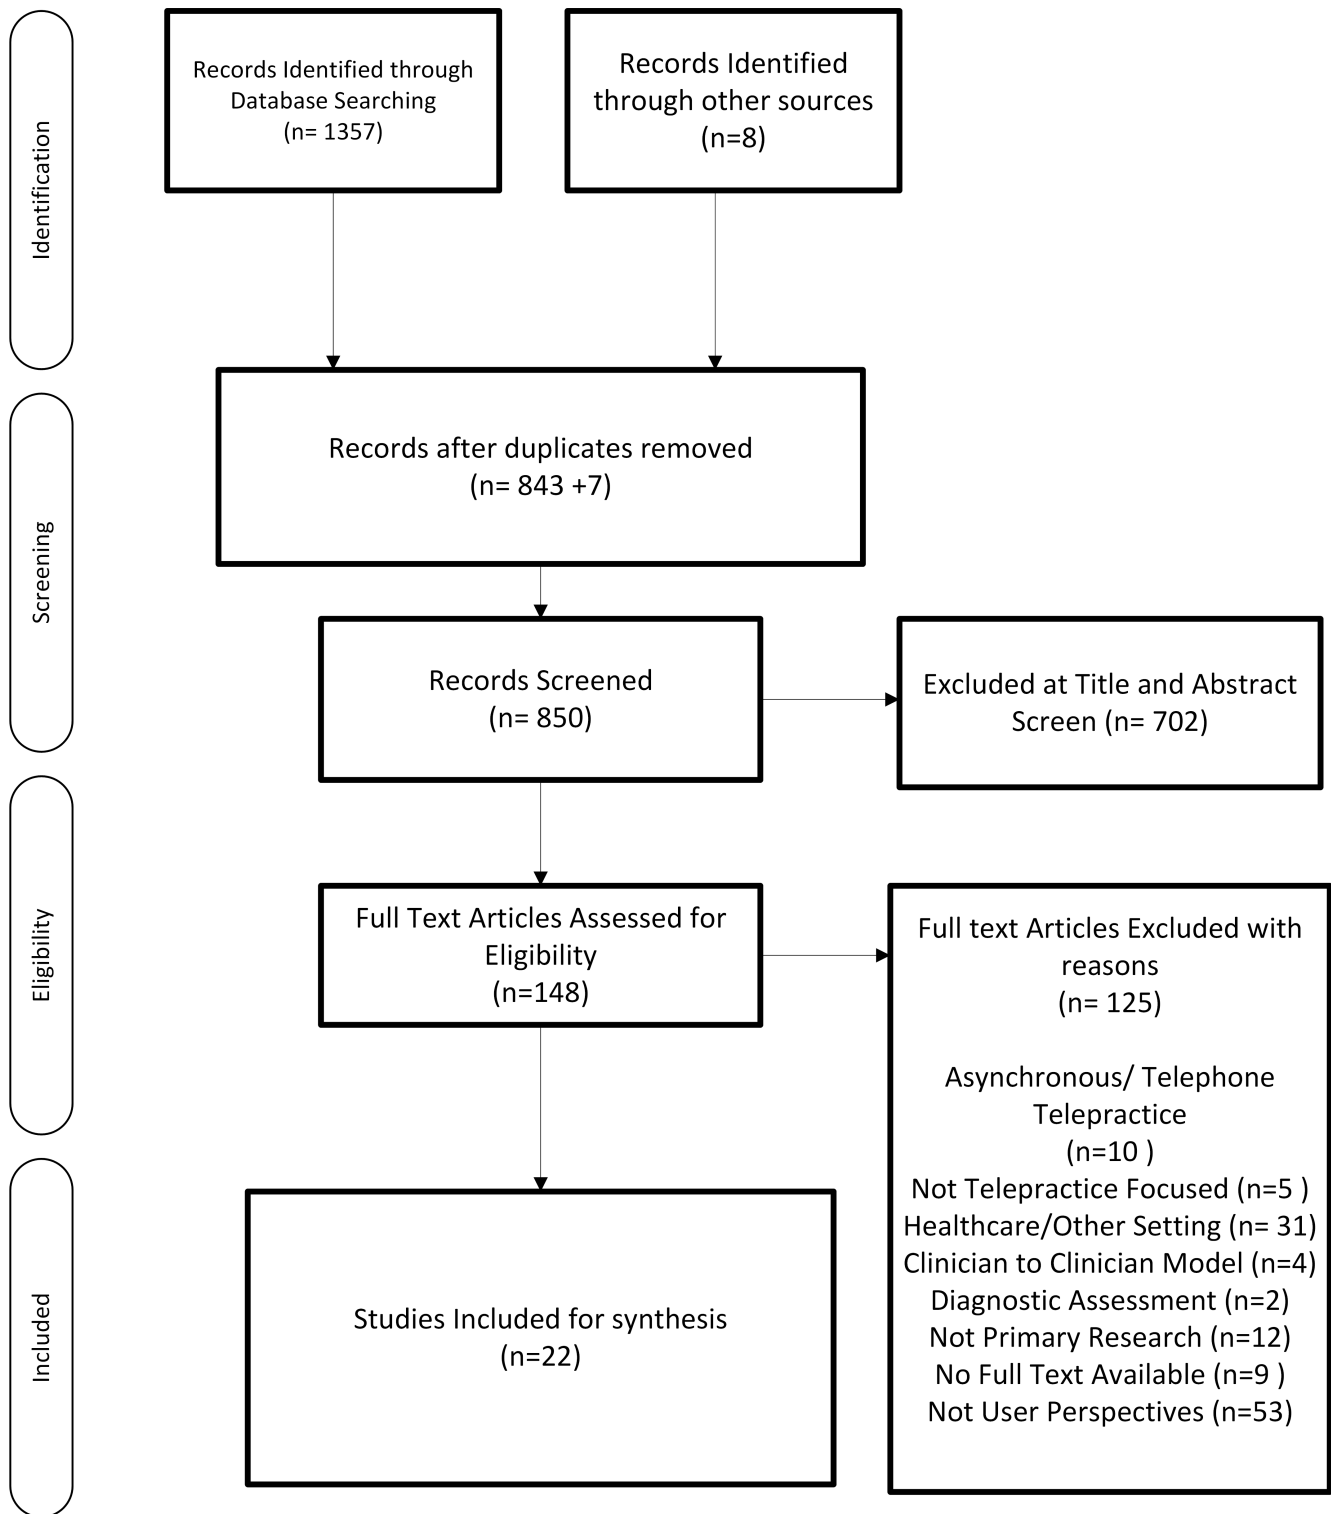 Identification
Records Identified through
Database Searching
(n= 1357)
Records Identified
through other sources
(n=8)
Screening
Records after duplicates removed
(n= 843 +7)
Records Screened
(n= 850)
Excluded at Title and Abstract
Screen (n= 702)
Eligibility
Full Text Articles Assessed for
Eligibility
(n=148)
Full text Articles Excluded with
reasons
(n= 125)
Asynchronous/ Telephone
Telepractice
(n=10 )
Not Telepractice Focused (n=5 )
Healthcare/Other Setting (n= 31)
Clinician to Clinician Model (n=4)
Diagnostic Assessment (n=2)
Not Primary Research (n=12)
No Full Text Available (n=9 )
Not User Perspectives (n=53)
Included
Studies Included for synthesis
(n=22)